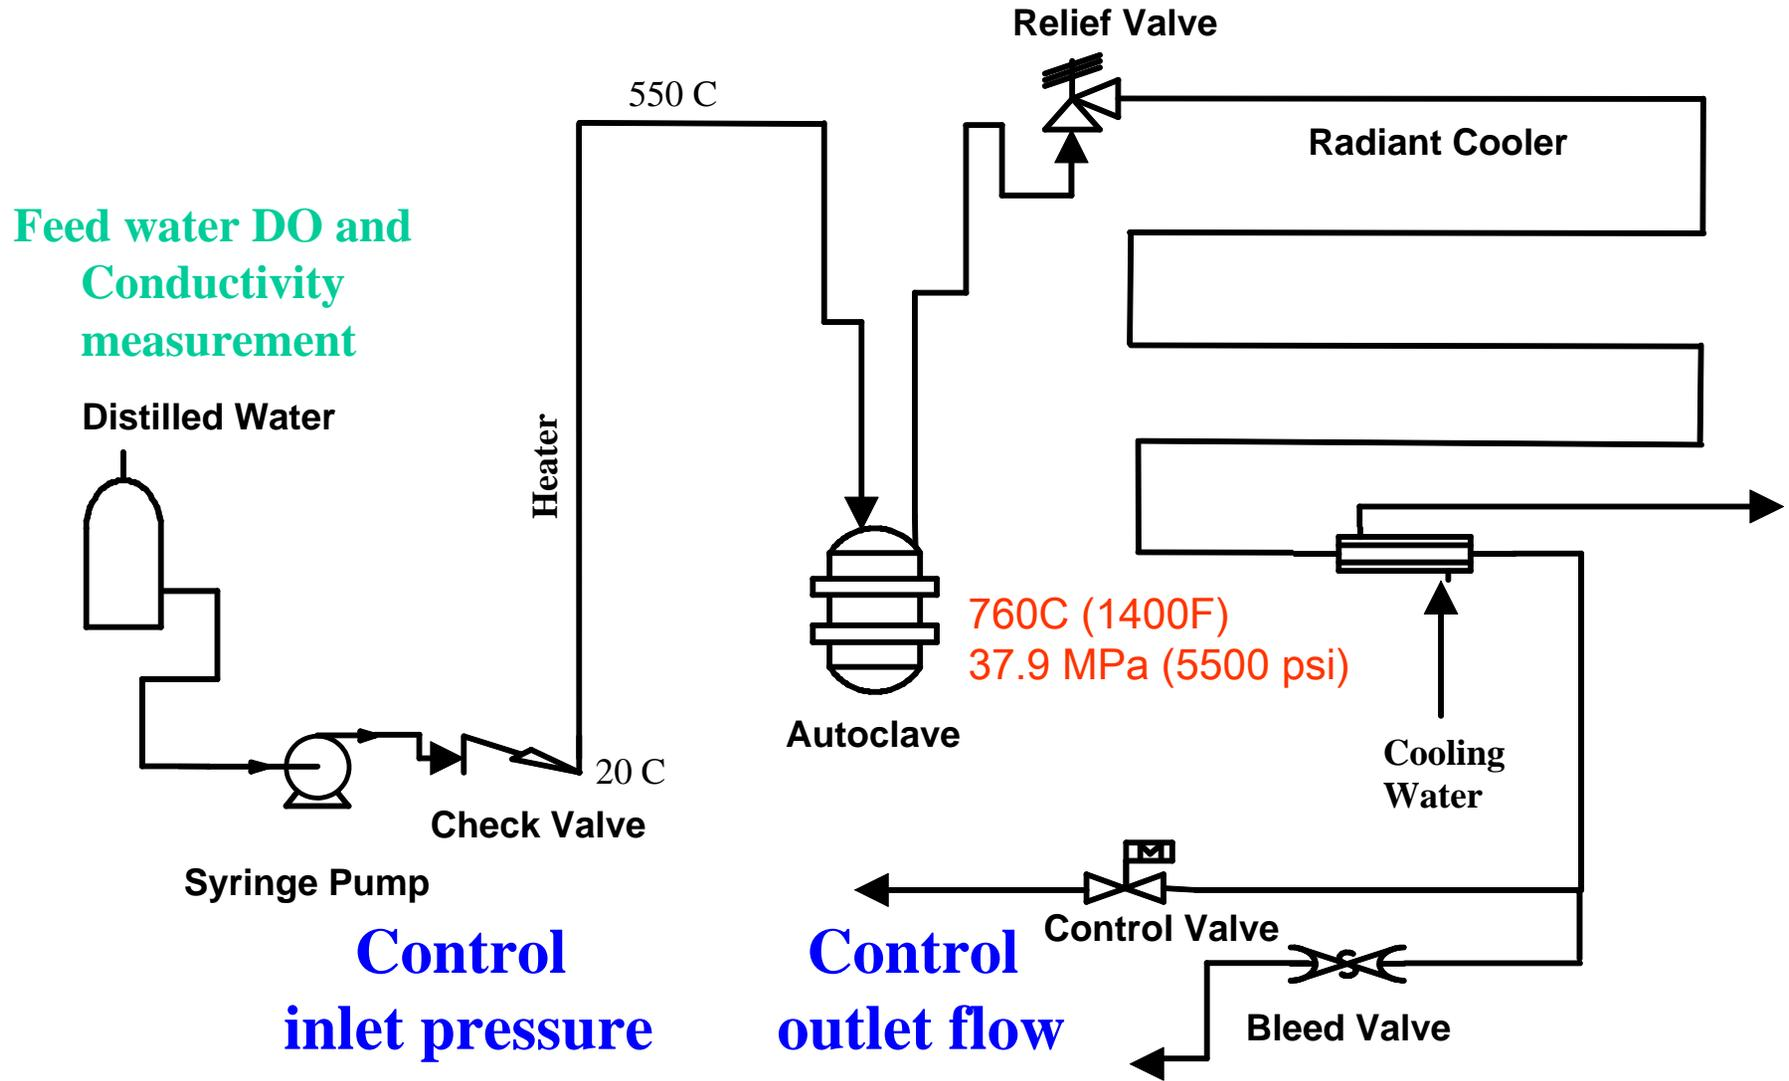 Relief Valve
550 C
Radiant Cooler
Feed water DO and
Conductivity
measurement
Distilled Water
Heater
760C (1400F)
37.9 MPa (5500 psi)
Autoclave
20 C
Cooling
Water
Check Valve
M
Syringe Pump
Control Valve
Control
inlet pressure
Control
outlet flow
S
Bleed Valve